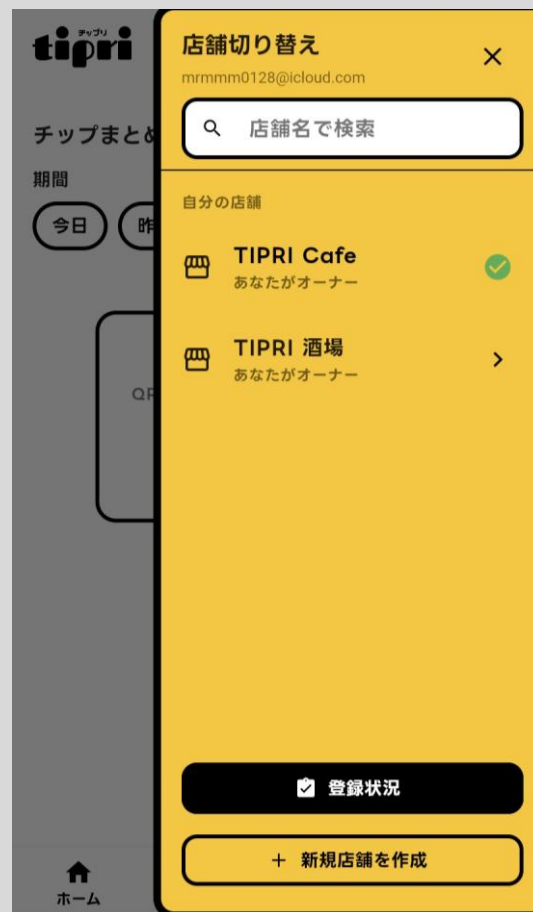 チップリ
tipri
チップまとめ
期間
今日
昨
QR
ホーム
店舗切り替え
mrmmm0128@icloud.com
店舗名で検索
自分の店舗
TIPRI Cafe
あなたがオーナー
TIPRI 酒場
あなたがオーナー
登録状況
+ 新規店舗を作成